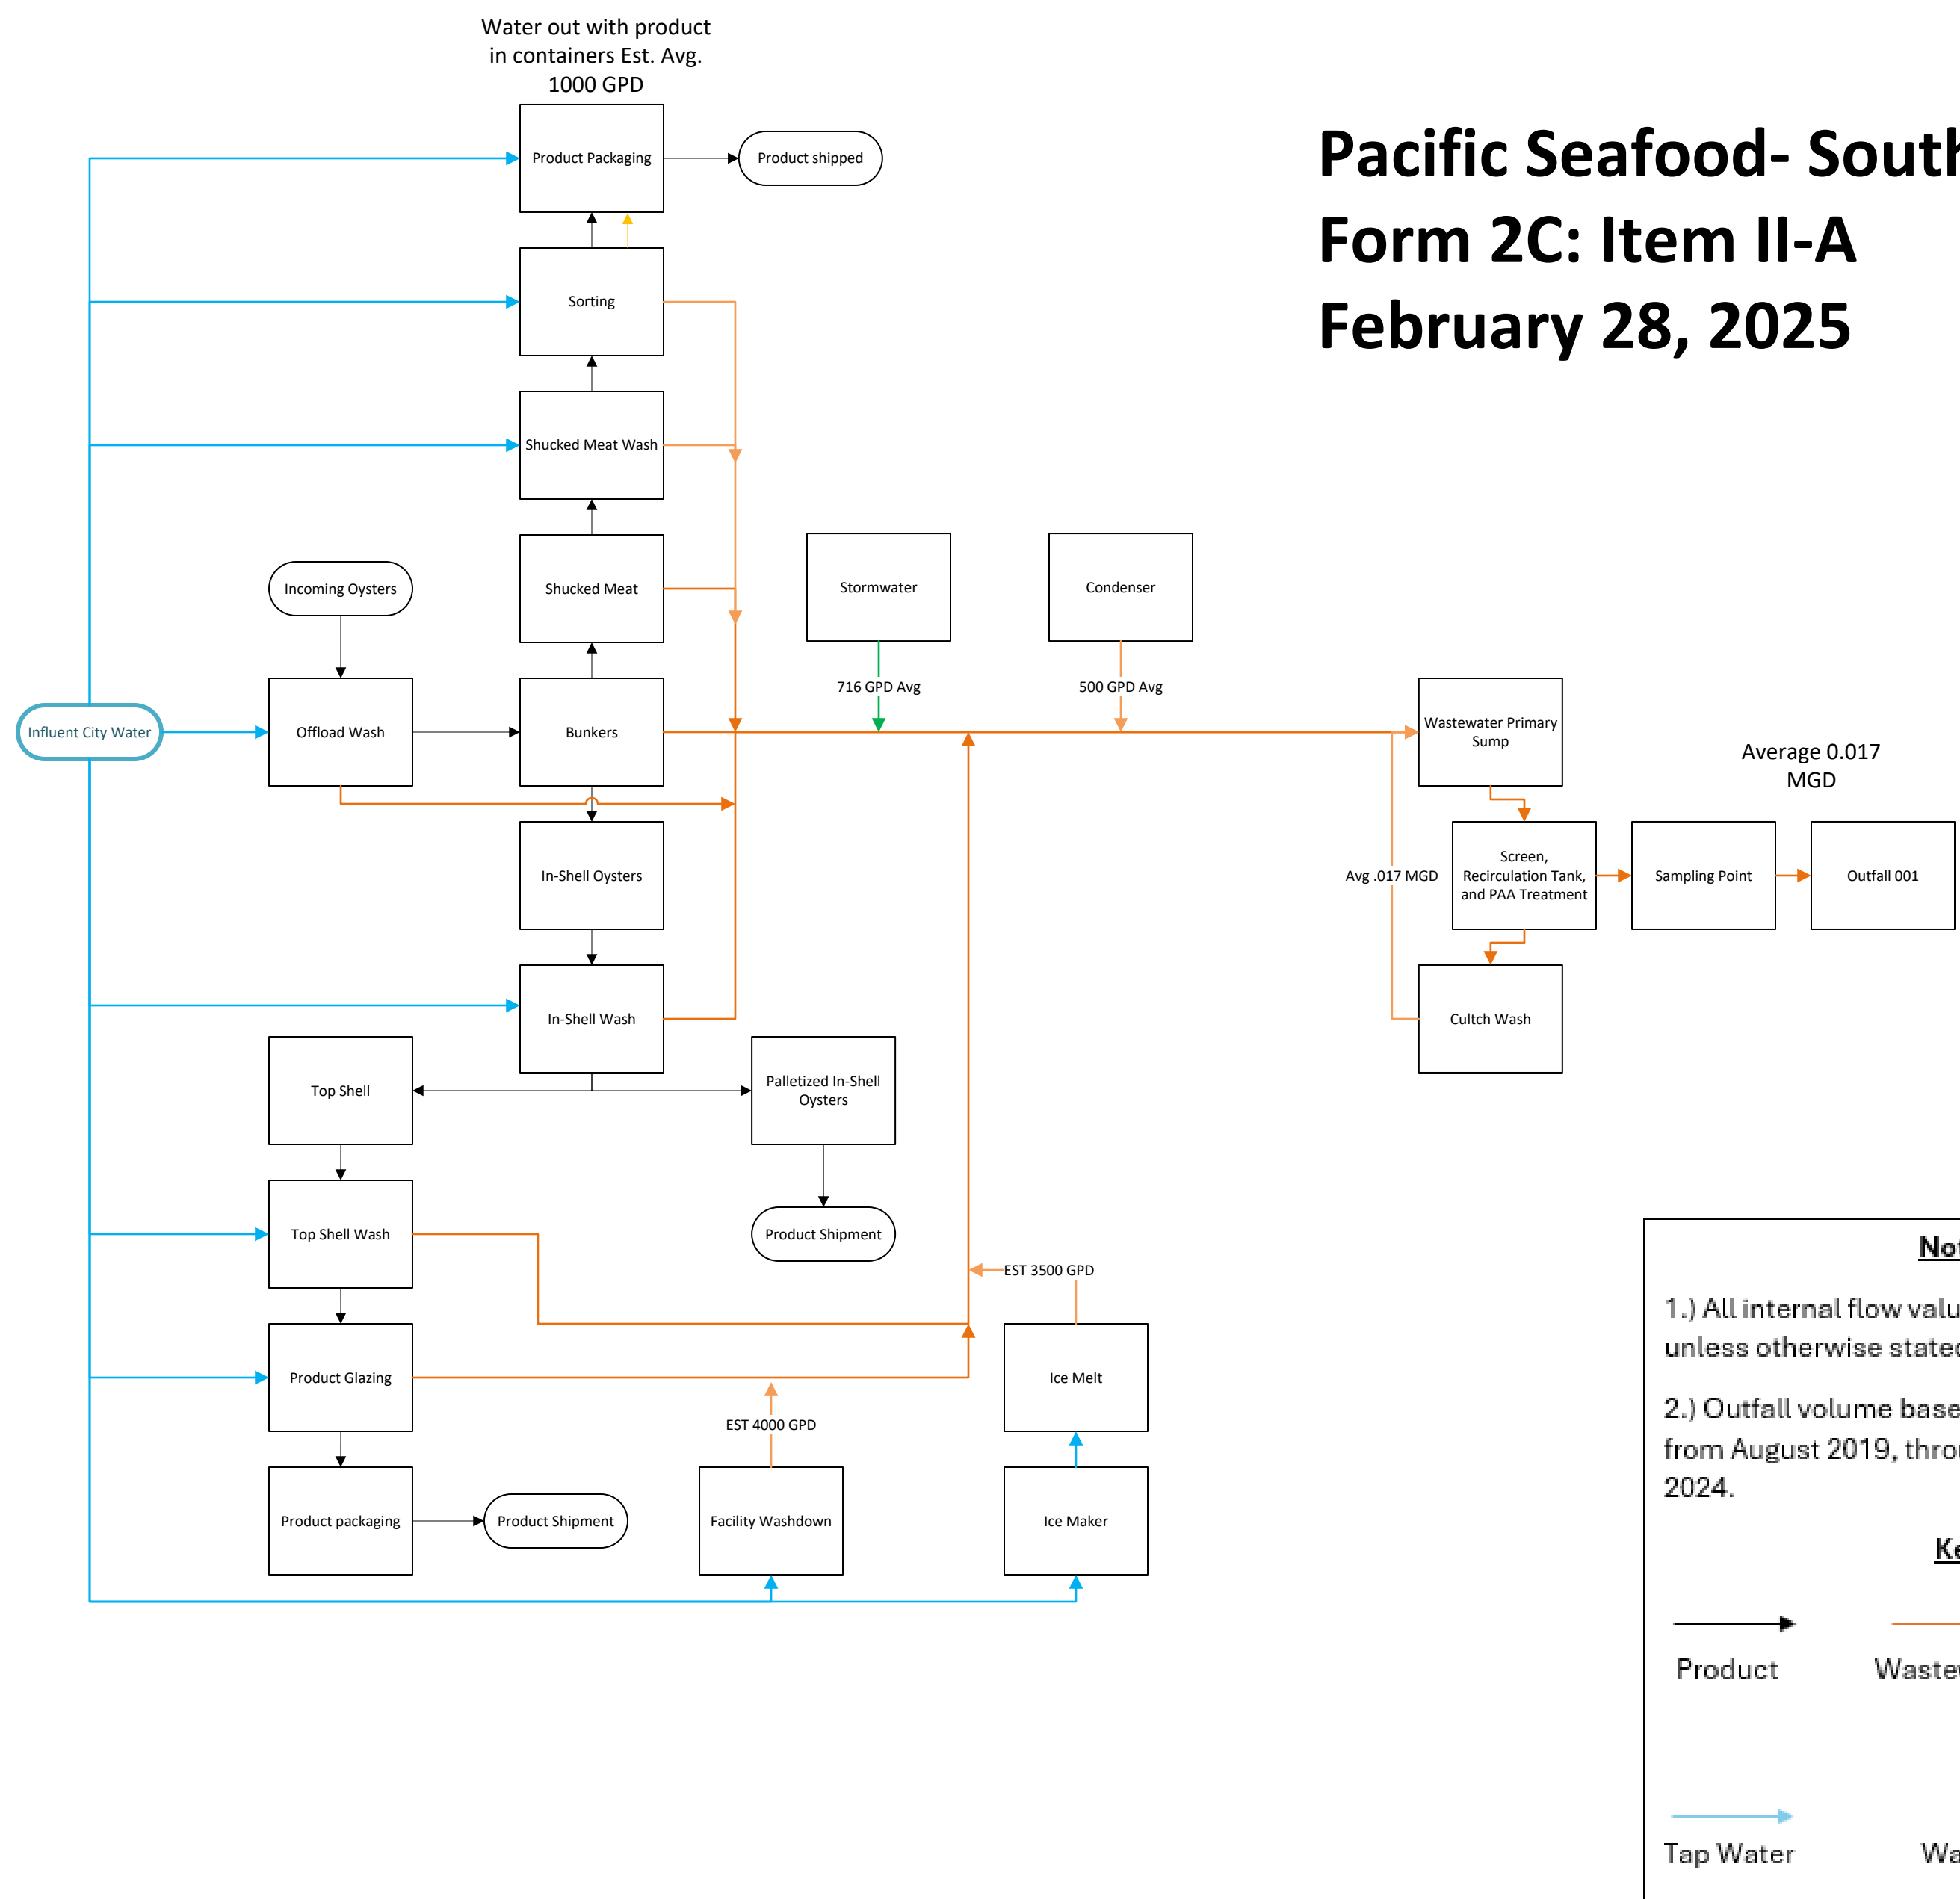 Water out with product
in containers Est. Avg.
1000 GPD
Pacific Seafood- South
Form 2C: Item II-A
February 28, 2025
Product Packaging
Product shipped
Sorting
Shucked Meat Wash
Incoming Oysters
Shucked Meat
Stormwater
Condenser
716 GPD Avg
500 GPD Avg
Influent City Water
Offload Wash
Bunkers
Wastewater Primary
Sump
Average 0.017
MGD
In-Shell Oysters
Avg .017 MGD
Screen,
Recirculation Tank,
and PAA Treatment
Sampling Point
Outfall 001
In-Shell Wash
Cultch Wash
Top Shell
Palletized In-Shell
Oysters
Top Shell Wash
Product Shipment
EST 3500 GPD
Product Glazing
Ice Melt
EST 4000 GPD
Product packaging
Product Shipment
Facility Washdown
Ice Maker
1.) All internal flow
unless otherwise
2.) Outfall volume
from August 2019,
2024.
Product
Tap Water